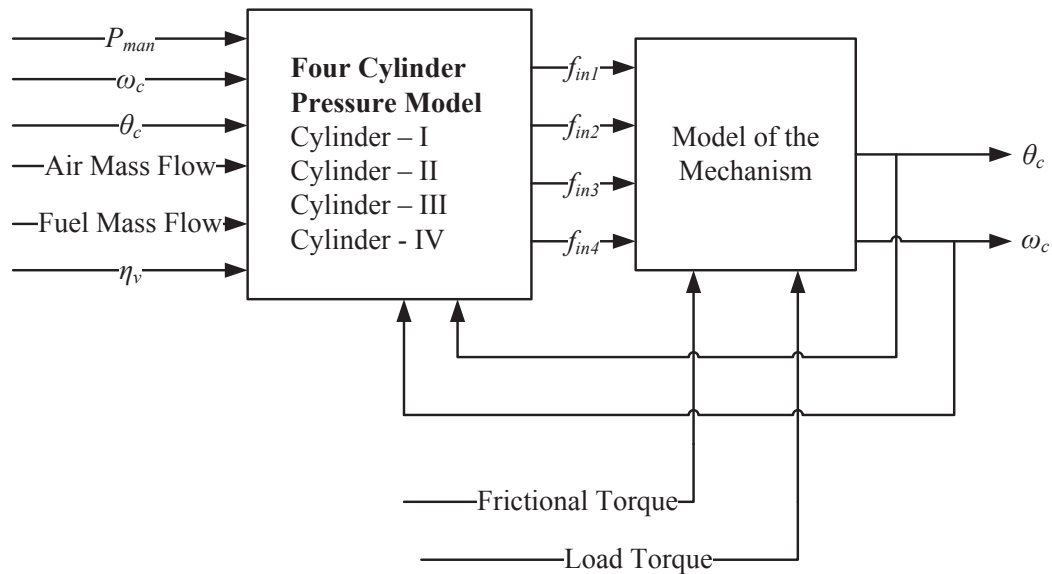 P_man
ω_c
θ_c
Air Mass Flow
Fuel Mass Flow
η_v
Four Cylinder
Pressure Model
Cylinder – I
Cylinder – II
Cylinder – III
Cylinder - IV
f_in1
f_in2
f_in3
f_in4
Model of the
Mechanism
θ_c
ω_c
Frictional Torque
Load Torque